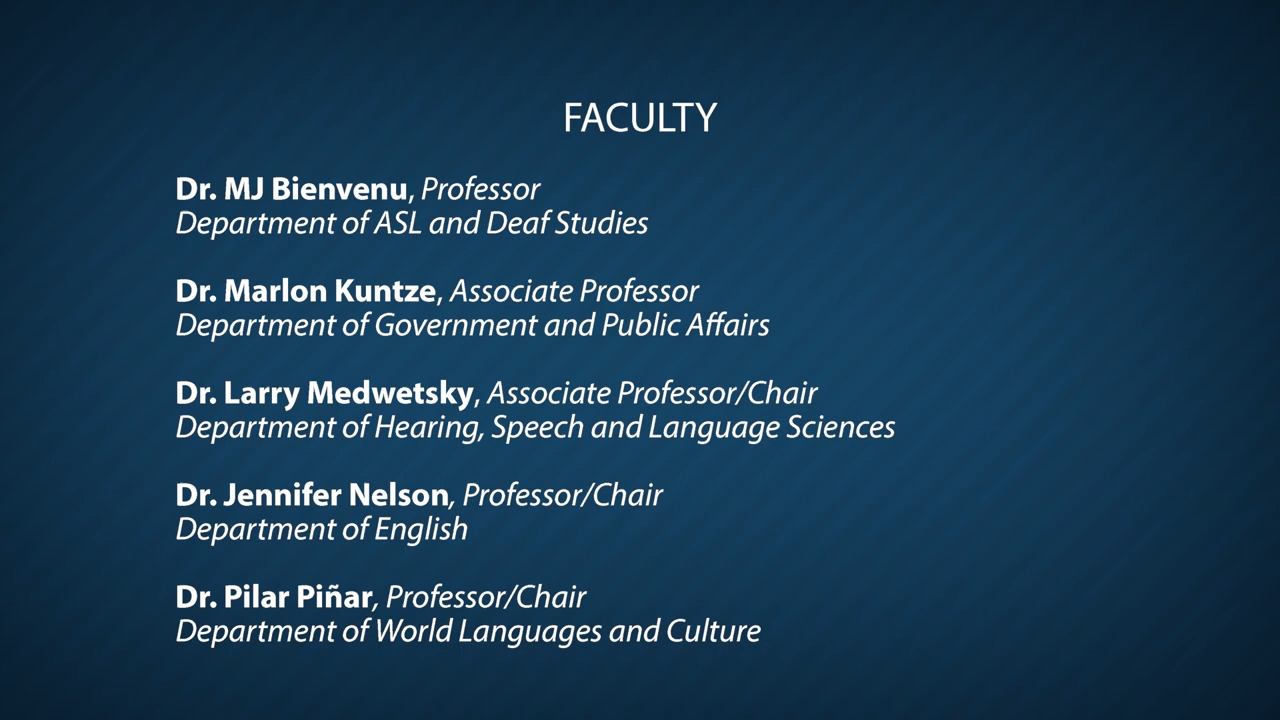 FACULTY
Dr. MJ Bienvenu, Professor
Department of ASL and Deaf Studies
Dr. Marlon Kuntze, Associate Professor
Department of Government and Public Affairs
Dr. Larry Medwetsky, Associate Professor/Chair
Department of Hearing, Speech and Language Sciences
Dr. Jennifer Nelson, Professor/Chair
Department of English
Dr. Pilar Piñar, Professor/Chair
Department of World Languages and Culture